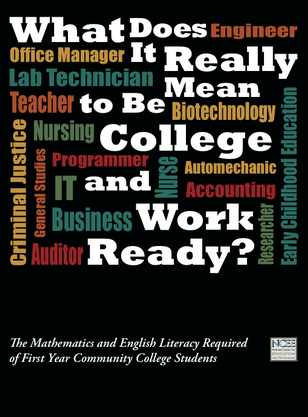 What Does Engineer
Office Manager It Really
Lab Technician Mean
Teacher to Be Biotechnology
Nursing College
Criminal Justice
General Studies
Programmer
Nurse
Automechanic
IT and Accounting
Early Childhood Education
Business Work
Researcher
Auditor Ready?
The Mathematics and English Literacy Required
of First Year Community College Students
NCEE